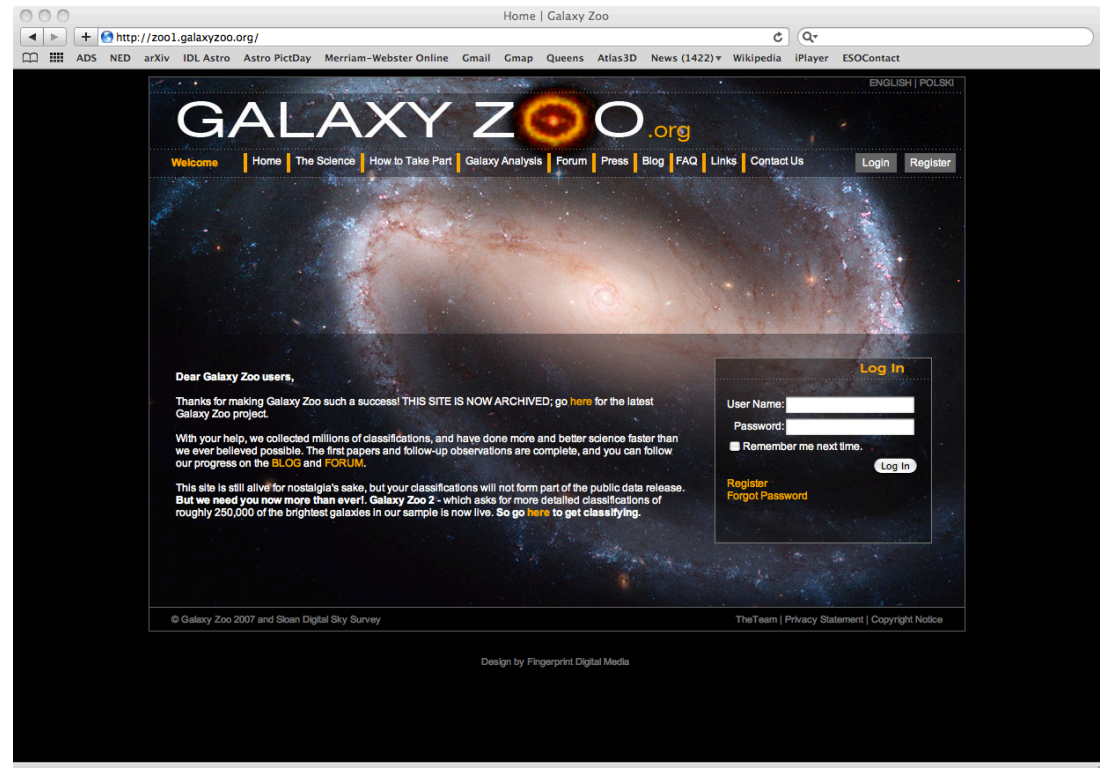 Home | Galaxy Zoo
http://zoo1.galaxyzoo.org/
ADS NED arXiv IDL Astro Astro PictDay Merriam-Webster Online Gmail Gmap Queens Atlas3D News (1422) Wikipedia iPlayer ESOContact
ENGLISH | POLSKI
GALAXY ZOO.org
Welcome Home The Science How to Take Part Galaxy Analysis Forum Press Blog FAQ Links Contact Us Login Register
Log In
Dear Galaxy Zoo users,
Thanks for making Galaxy Zoo such a success! THIS SITE IS NOW ARCHIVED; go here for the latest
Galaxy Zoo project.
With your help, we collected millions of classifications, and have done more and better science faster than
we ever believed possible. The first papers and follow-up observations are complete, and you can follow
our progress on the BLOG and FORUM.
This site is still alive for nostalgia's sake, but your classifications will not form part of the public data release.
But we need you now more than ever!. Galaxy Zoo 2 - which asks for more detailed classifications of
roughly 250,000 of the brightest galaxies in our sample is now live. So go here to get classifying.
User Name:
Password:
Remember me next time.
Log In
Register
Forgot Password
© Galaxy Zoo 2007 and Sloan Digital Sky Survey
TheTeam | Privacy Statement | Copyright Notice
Design by Fingerprint Digital Media